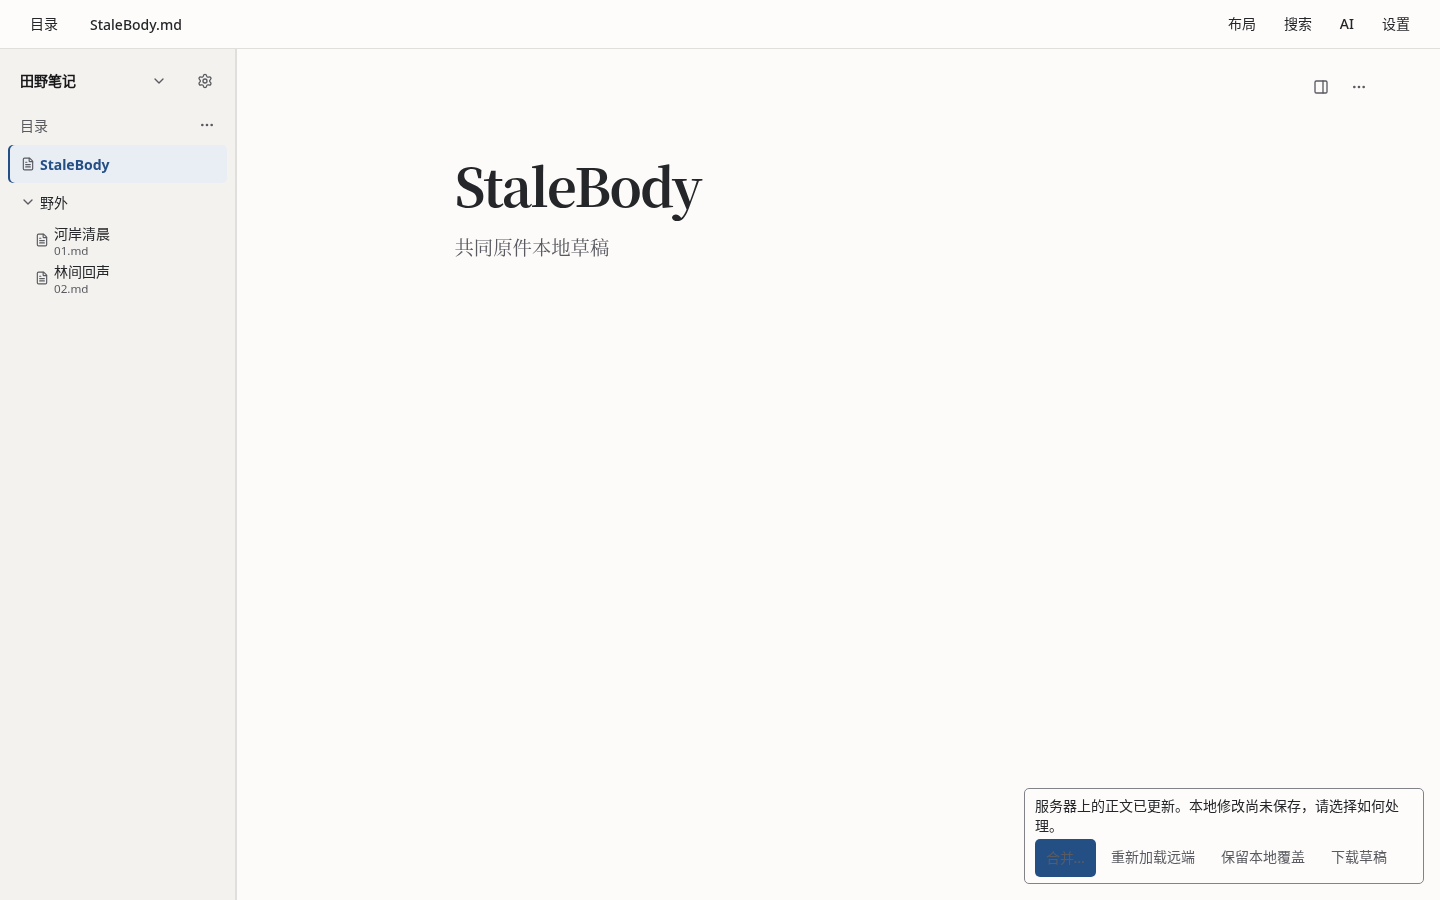 目录 StaleBody.md 布局 搜索 AI 设置
田野笔记
目录
StaleBody
野外
河岸清晨
01.md
林间回声
02.md
StaleBody
共同原件本地草稿
服务器上的正文已更新。本地修改尚未保存，请选择如何处
理。
合并... 重新加载远端 保留本地覆盖 下载草稿